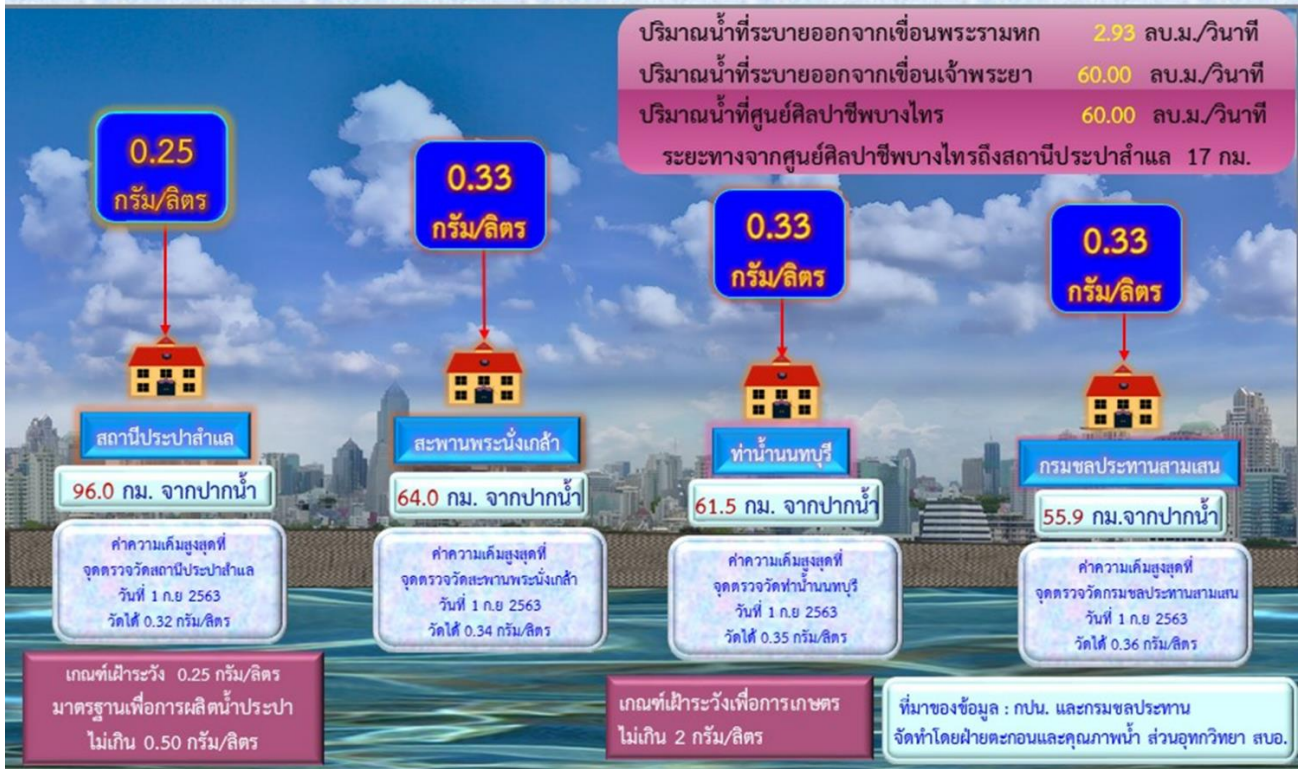 ปริมาณน้ำที่ระบายออกจากเขื่อนพระรามหก 2.93 ลบ.ม./วินาที
ปริมาณน้ำที่ระบายออกจากเขื่อนเจ้าพระยา 60.00 ลบ.ม./วินาที
ปริมาณน้ำที่ศูนย์ศิลปาชีพบางไทร 60.00 ลบ.ม./วินาที
ระยะทางจากศูนย์ศิลปาชีพบางไทรถึงสถานีประปาสำแล 17 กม.
0.25
กรัม/ลิตร
สถานีประปาสำแล
96.0 กม. จากปากน้ำ
ค่าความเค็มสูงสุดที่
จุดตรวจวัดสถานีประปาสำแล
วันที่ 1 ก.ย 2563
วัดได้ 0.32 กรัม/ลิตร
0.33
กรัม/ลิตร
สะพานพระนั่งเกล้า
64.0 กม. จากปากน้ำ
ค่าความเค็มสูงสุดที่
จุดตรวจวัดสะพานพระนั่งเกล้า
วันที่ 1 ก.ย 2563
วัดได้ 0.34 กรัม/ลิตร
0.33
กรัม/ลิตร
ท่าน้ำนนทบุรี
61.5 กม. จากปากน้ำ
ค่าความเค็มสูงสุดที่
จุดตรวจวัดท่าน้ำนนทบุรี
วันที่ 1 ก.ย 2563
วัดได้ 0.35 กรัม/ลิตร
0.33
กรัม/ลิตร
กรมชลประทานสามเสน
55.9 กม.จากปากน้ำ
ค่าความเค็มสูงสุดที่
จุดตรวจวัดกรมชลประทานสามเสน
วันที่ 1 ก.ย 2563
วัดได้ 0.36 กรัม/ลิตร
เกณฑ์เฝ้าระวัง 0.25 กรัม/ลิตร
มาตรฐานเพื่อการผลิตน้ำประปา
ไม่เกิน 0.50 กรัม/ลิตร
เกณฑ์เฝ้าระวังเพื่อการเกษตร
ไม่เกิน 2 กรัม/ลิตร
ที่มาของข้อมูล : กปน. และกรมชลประทาน
จัดทำโดยฝ่ายตะกอนและคุณภาพน้ำ ส่วนอุทกวิทยา สบอ.